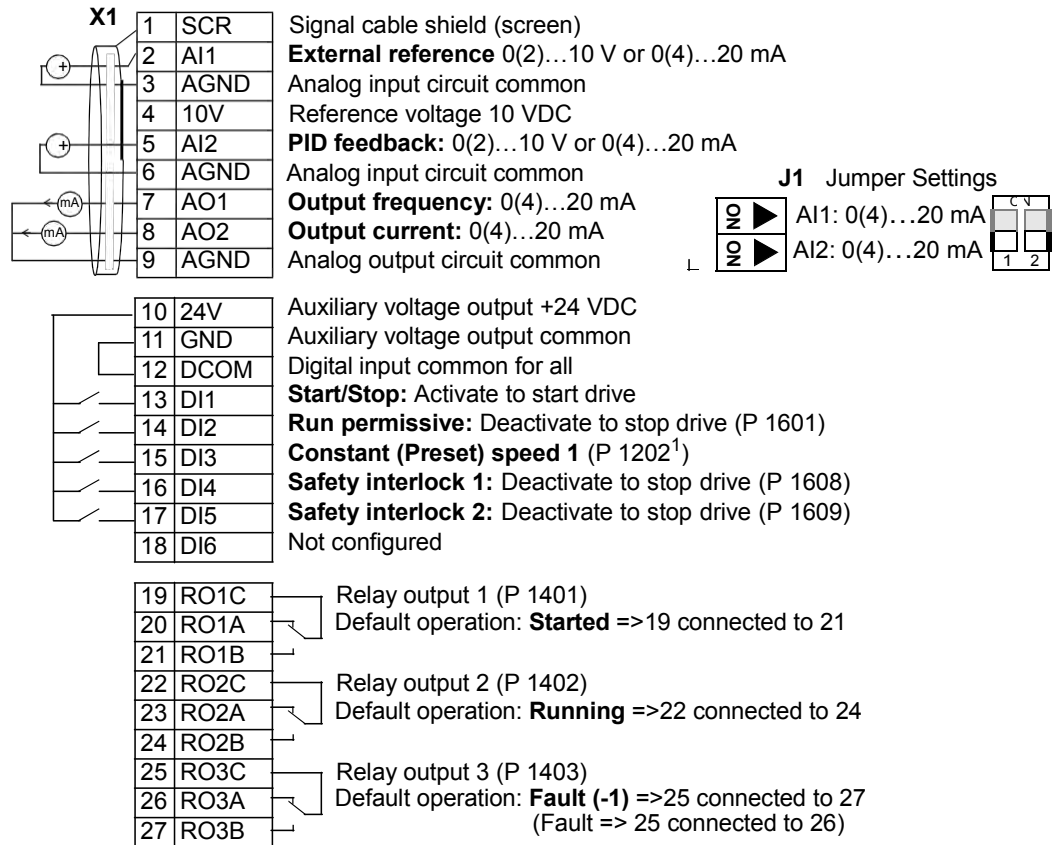 X1
1 SCR Signal cable shield (screen)
2 AI1 External reference 0(2)…10 V or 0(4)…20 mA
3 AGND Analog input circuit common
4 10V Reference voltage 10 VDC
5 AI2 PID feedback: 0(2)…10 V or 0(4)…20 mA
6 AGND Analog input circuit common
7 AO1 Output frequency: 0(4)…20 mA
8 AO2 Output current: 0(4)…20 mA
9 AGND Analog output circuit common
+
+
mA
mA
J1 Jumper Settings
ON AI1: 0(4)…20 mA
ON AI2: 0(4)…20 mA
1 2
10 24V Auxiliary voltage output +24 VDC
11 GND Auxiliary voltage output common
12 DCOM Digital input common for all
13 DI1 Start/Stop: Activate to start drive
14 DI2 Run permissive: Deactivate to stop drive (P 1601)
15 DI3 Constant (Preset) speed 1 (P 1202¹)
16 DI4 Safety interlock 1: Deactivate to stop drive (P 1608)
17 DI5 Safety interlock 2: Deactivate to stop drive (P 1609)
18 DI6 Not configured
19 RO1C Relay output 1 (P 1401)
20 RO1A Default operation: Started =>19 connected to 21
21 RO1B
22 RO2C Relay output 2 (P 1402)
23 RO2A Default operation: Running =>22 connected to 24
24 RO2B
25 RO3C Relay output 3 (P 1403)
26 RO3A Default operation: Fault (-1) =>25 connected to 27
27 RO3B (Fault => 25 connected to 26)